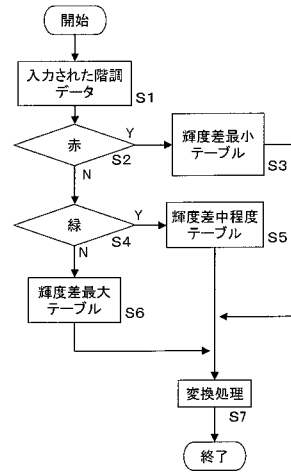 開始
入力された階調
データ
S1
赤
Y
S2
N
輝度差最小
テーブル
S3
緑
Y
S4
N
輝度差中程度
テーブル
S5
輝度差最大
テーブル
S6
変換処理
S7
終了